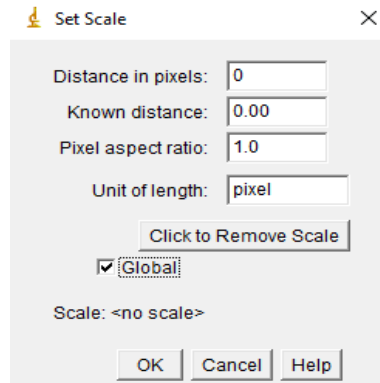 Set Scale
Distance in pixels: 0
Known distance: 0.00
Pixel aspect ratio: 1.0
Unit of length: pixel
Click to Remove Scale
Global
Scale: <no scale>
OK Cancel Help